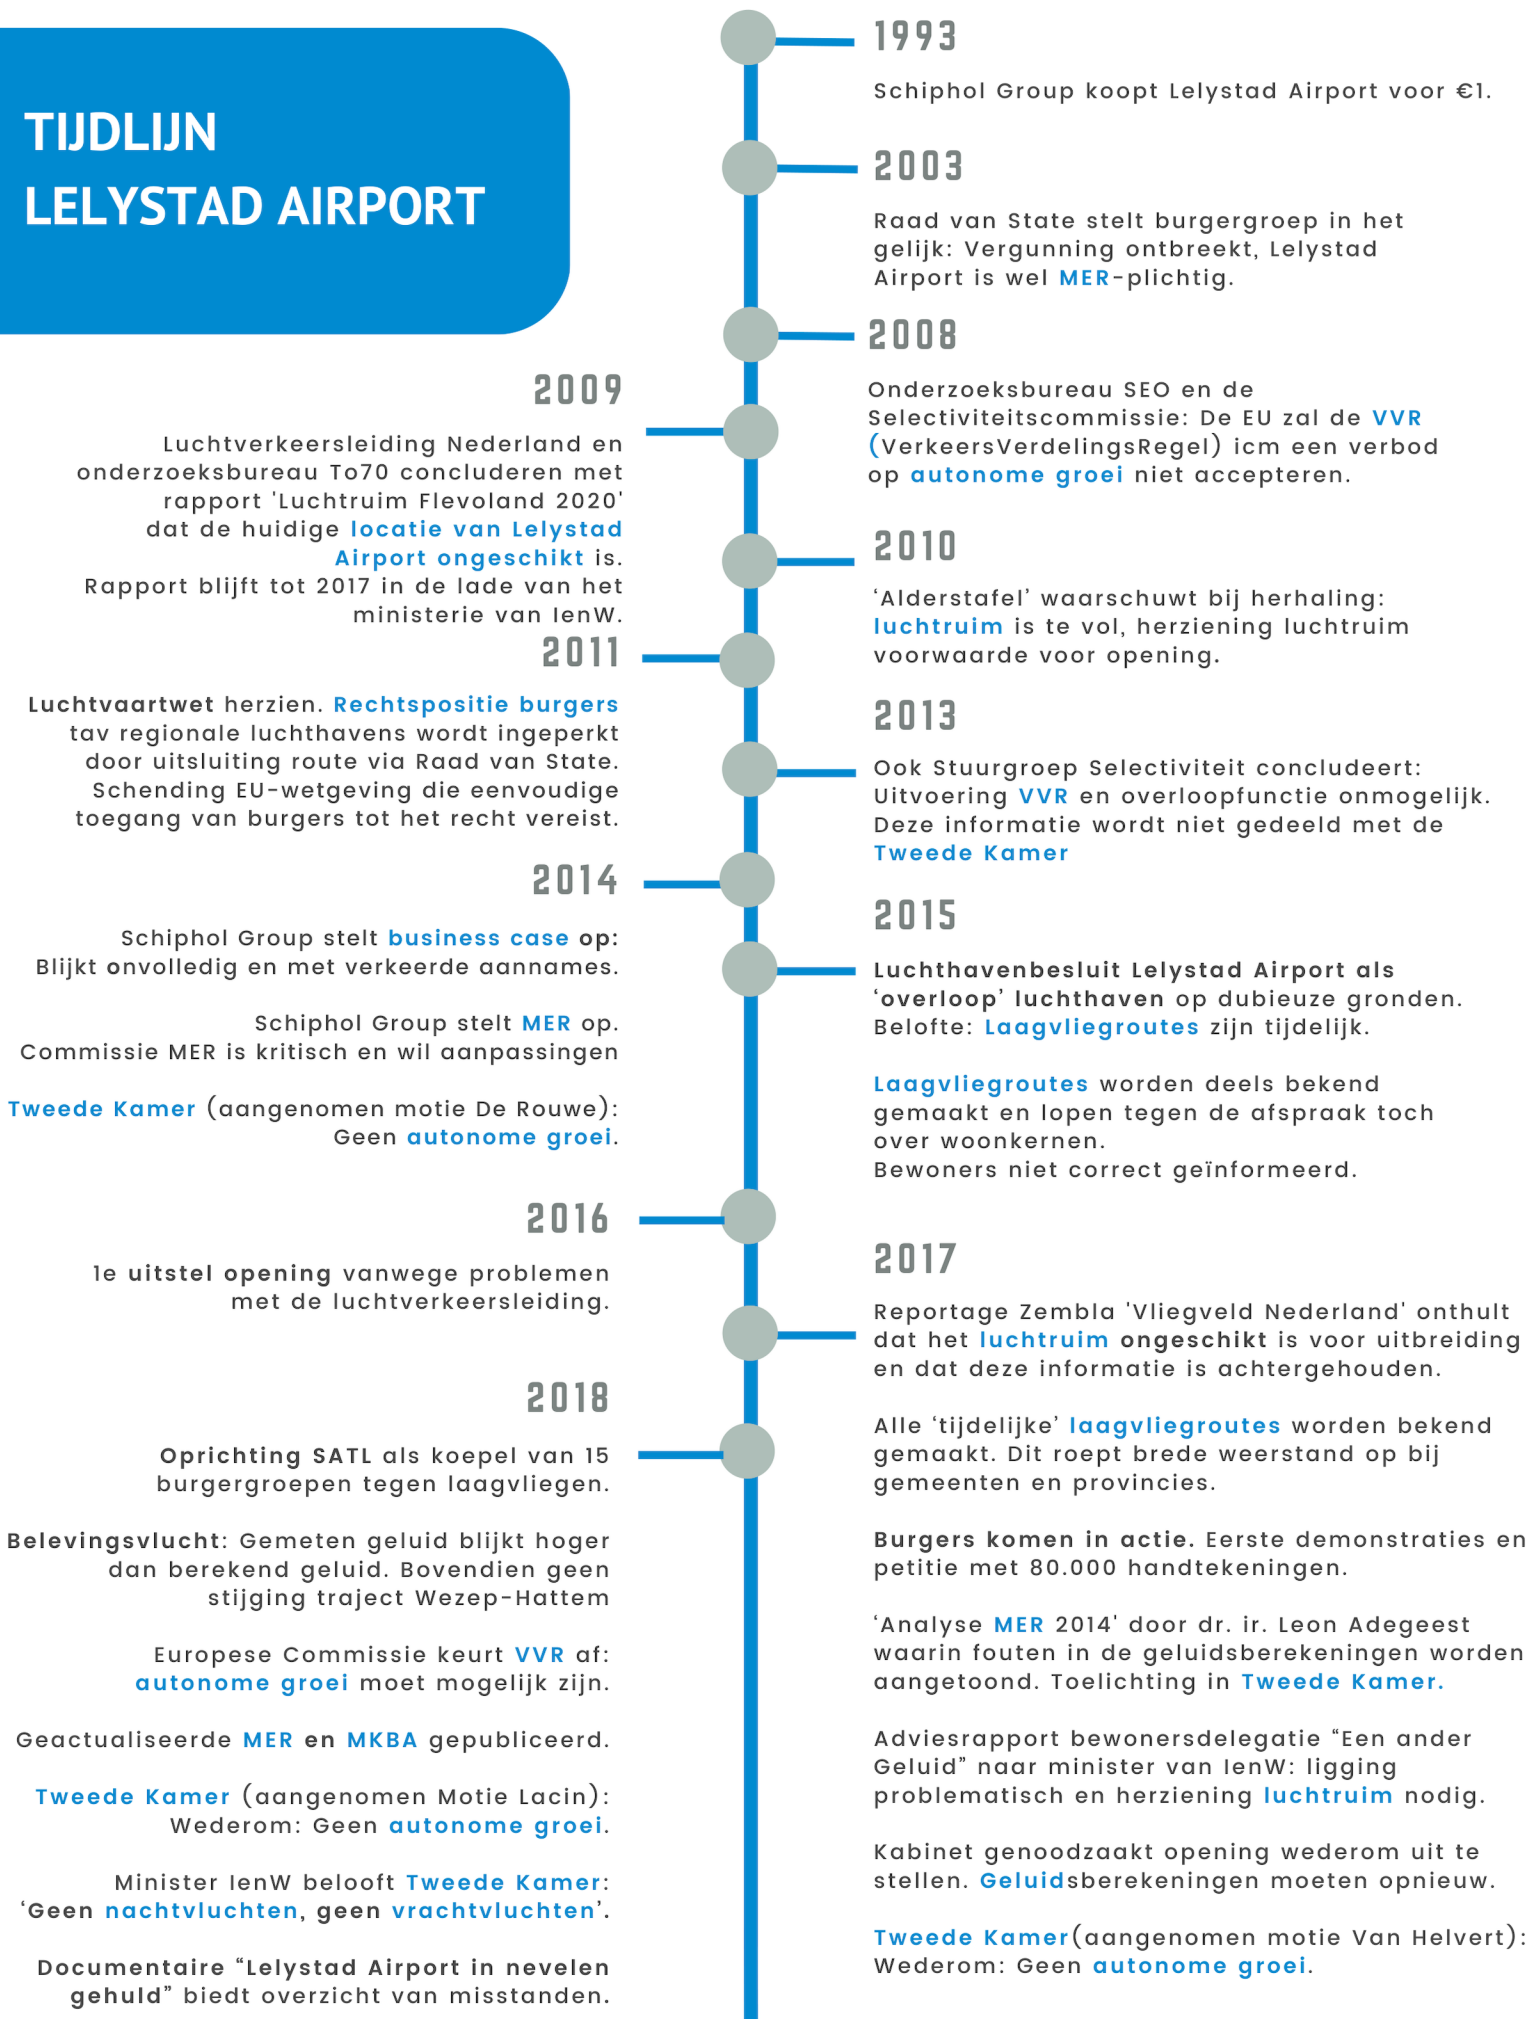 TIJDLIJN
LELYSTAD AIRPORT
1993
Schiphol Group koopt Lelystad Airport voor €1.
2003
Raad van State stelt burgergroep in het
gelijk: Vergunning ontbreekt, Lelystad
Airport is wel MER-plichtig.
2008
Onderzoeksbureau SEO en de
Selectiviteitscommissie: De EU zal de VVR
(VerkeersVerdelingsRegel) icm een verbod
op autonome groei niet accepteren.
2009
Luchtverkeersleiding Nederland en
onderzoeksbureau To70 concluderen met
rapport 'Luchtruim Flevoland 2020'
dat de huidige locatie van Lelystad
Airport ongeschikt is.
Rapport blijft tot 2017 in de lade van het
ministerie van IenW.
2010
‘Alderstafel’ waarschuwt bij herhaling:
luchtruim is te vol, herziening luchtruim
voorwaarde voor opening.
2011
Luchtvaartwet herzien. Rechtspositie burgers
tav regionale luchthavens wordt ingeperkt
door uitsluiting route via Raad van State.
Schending EU-wetgeving die eenvoudige
toegang van burgers tot het recht vereist.
2013
Ook Stuurgroep Selectiviteit concludeert:
Uitvoering VVR en overloopfunctie onmogelijk.
Deze informatie wordt niet gedeeld met de
Tweede Kamer
2014
Schiphol Group stelt business case op:
Blijkt onvolledig en met verkeerde aannames.
Schiphol Group stelt MER op.
Commissie MER is kritisch en wil aanpassingen
Tweede Kamer (aangenomen motie De Rouwe):
Geen autonome groei.
2015
Luchthavenbesluit Lelystad Airport als
‘overloop’ luchthaven op dubieuze gronden.
Belofte: Laagvliegroutes zijn tijdelijk.
Laagvliegroutes worden deels bekend
gemaakt en lopen tegen de afspraak toch
over woonkernen.
Bewoners niet correct geïnformeerd.
2016
1e uitstel opening vanwege problemen
met de luchtverkeersleiding.
2017
Reportage Zembla 'Vliegveld Nederland' onthult
dat het luchtruim ongeschikt is voor uitbreiding
en dat deze informatie is achtergehouden.
Alle ‘tijdelijke’ laagvliegroutes worden bekend
gemaakt. Dit roept brede weerstand op bij
gemeenten en provincies.
Burgers komen in actie. Eerste demonstraties en
petitie met 80.000 handtekeningen.
‘Analyse MER 2014' door dr. ir. Leon Adegeest
waarin fouten in de geluidsberekeningen worden
aangetoond. Toelichting in Tweede Kamer.
Adviesrapport bewonersdelegatie “Een ander
Geluid” naar minister van IenW: ligging
problematisch en herziening luchtruim nodig.
Kabinet genoodzaakt opening wederom uit te
stellen. Geluidsberekeningen moeten opnieuw.
Tweede Kamer(aangenomen motie Van Helvert):
Wederom: Geen autonome groei.
2018
Oprichting SATL als koepel van 15
burgergroepen tegen laagvliegen.
Belevingsvlucht: Gemeten geluid blijkt hoger
dan berekend geluid. Bovendien geen
stijging traject Wezep-Hattem
Europese Commissie keurt VVR af:
autonome groei moet mogelijk zijn.
Geactualiseerde MER en MKBA gepubliceerd.
Tweede Kamer (aangenomen Motie Lacin):
Wederom: Geen autonome groei.
Minister IenW belooft Tweede Kamer:
‘Geen nachtvluchten, geen vrachtvluchten’.
Documentaire “Lelystad Airport in nevelen
gehuld” biedt overzicht van misstanden.